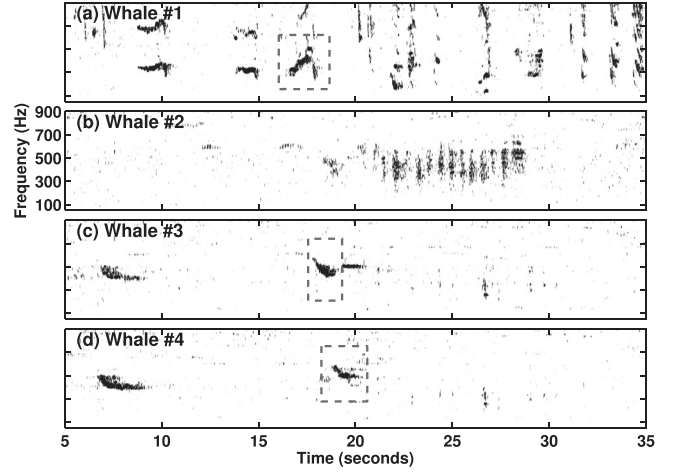 (a) Whale #1
Frequency (Hz)
900
700
500
300
100
(b) Whale #2
(c) Whale #3
(d) Whale #4
5 10 15 20 25 30 35
Time (seconds)